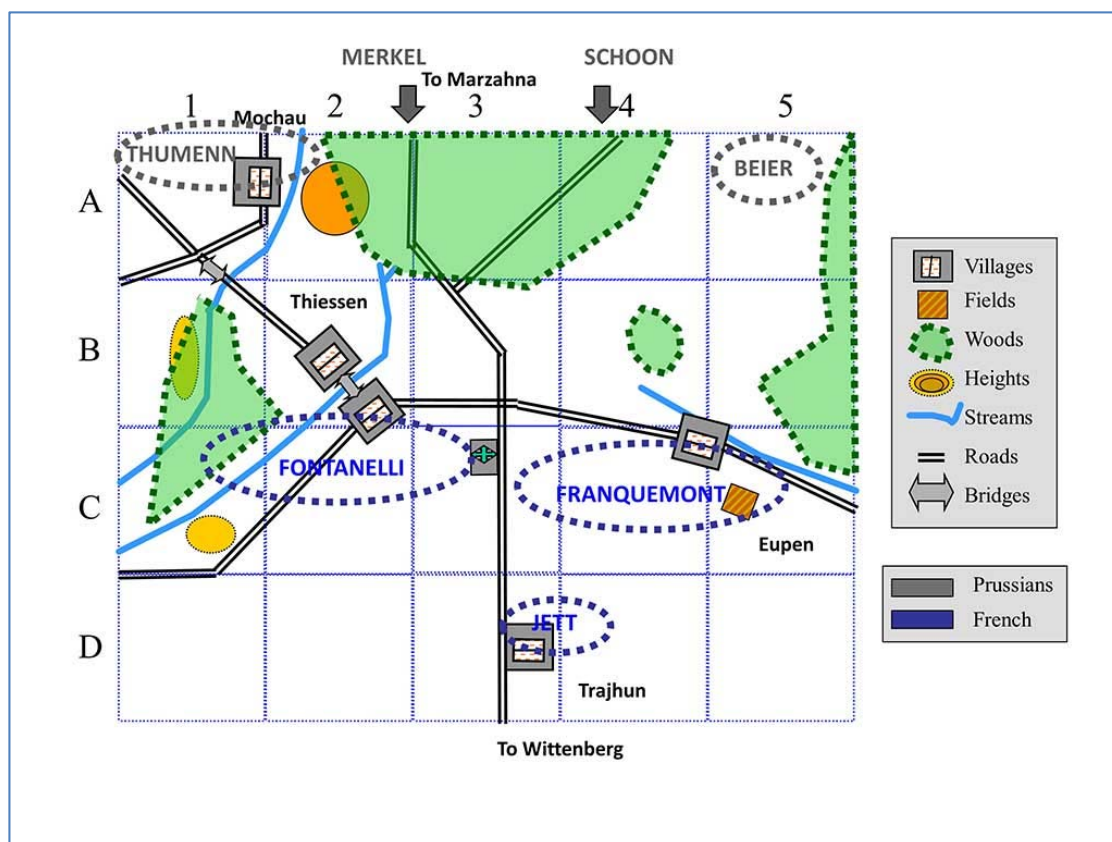 MERKEL
SCHOON
To Marzahna
1
2
3
4
5
Mochau
THUMENN
BEIER
A
Thiessen
B
FONTANELLI
FRANQUEMONT
C
Eupen
JETT
D
Trajhun
To Wittenberg
Villages
Fields
Woods
Heights
Streams
Roads
Bridges
Prussians
French